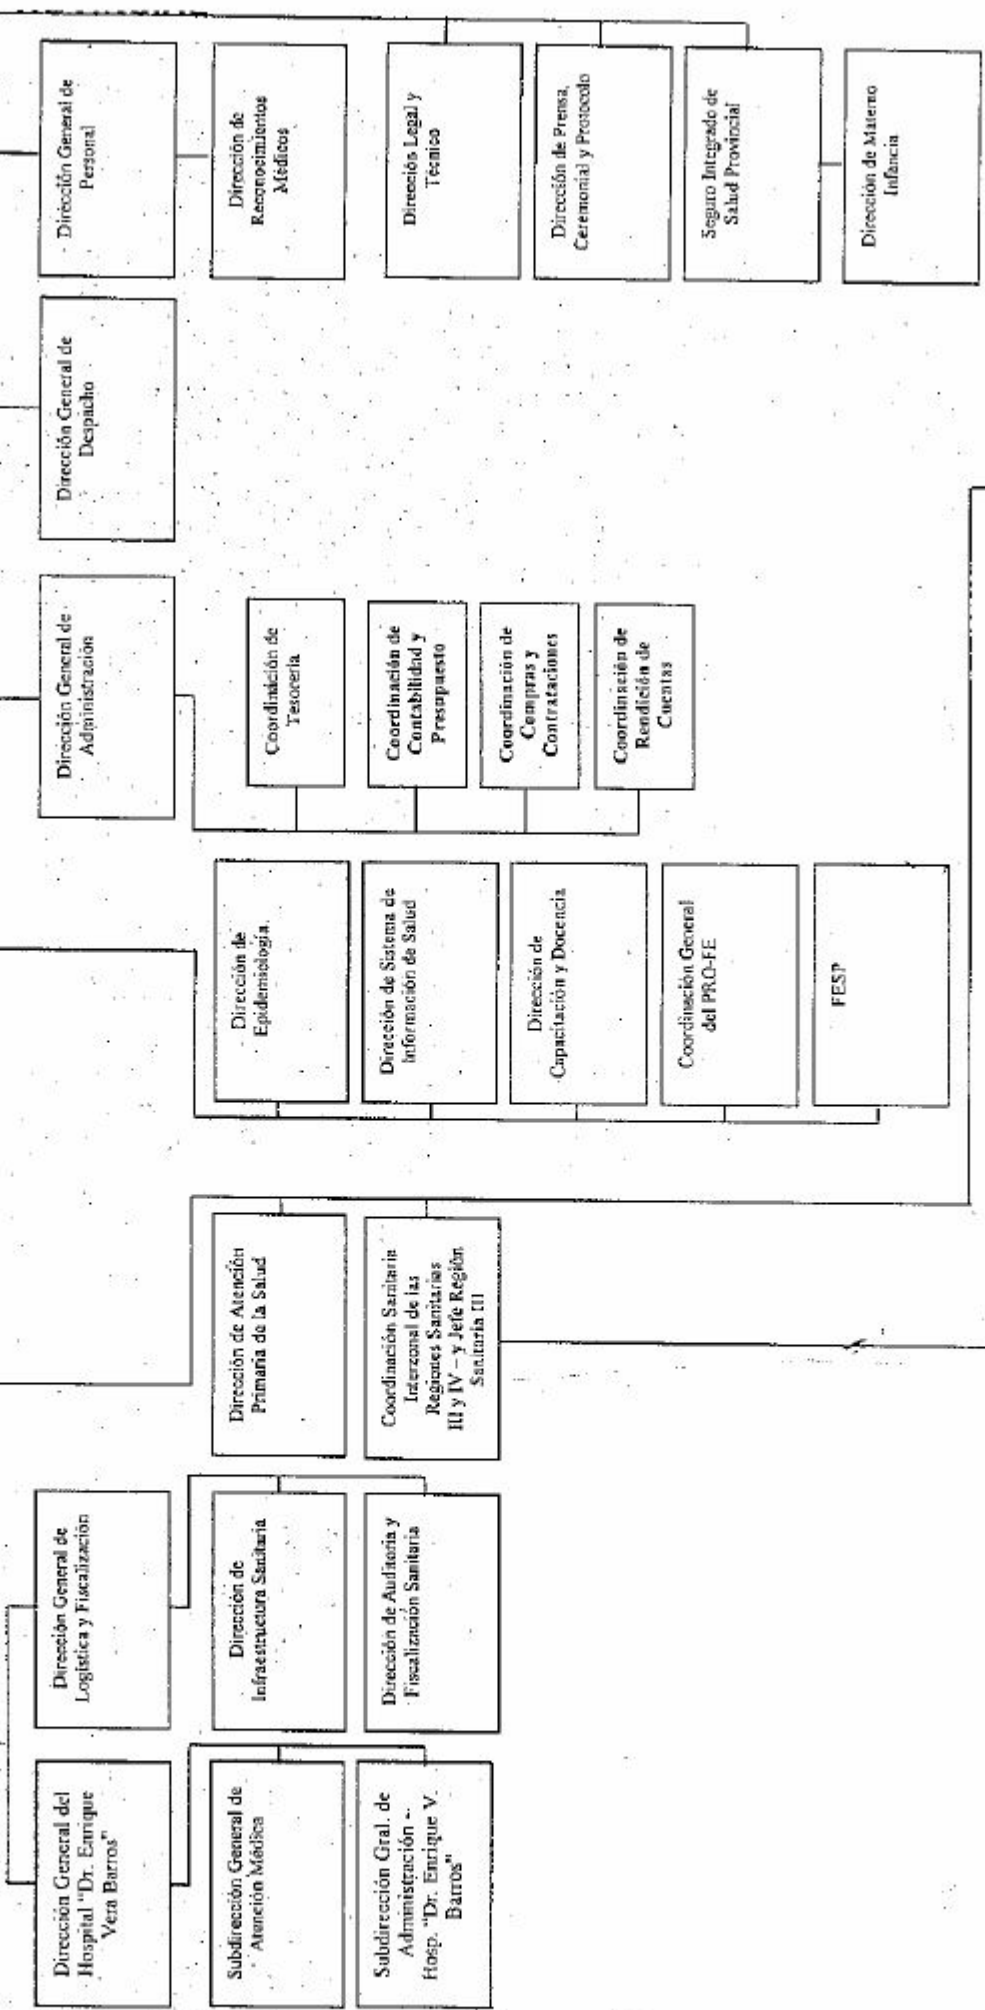 Dirección General del
Hospital "Dr. Enrique
Vera Barros"
Subdirección General de
Atención Médica
Subdirección Gral. de
Administración -
Hosp. "Dr. Enrique V.
Barros"
Dirección General de
Logística y Fiscalización
Dirección de
Infraestructura Sanitaria
Dirección de Auditoria y
Fiscalización Sanitaria
Dirección de Atención
Primaria de la Salud
Coordinación Sanitaria
Interzonal de las
Regiones Sanitarias
III y IV – y Jefe Región
Sanitaria III
Dirección de
Epidemiología
Dirección de Sistema de
Información de Salud
Dirección de
Capacitación y Docencia
Coordinación General
del PRO-FE
FESP
Dirección General de
Administración
Coordinación de
Tesorería
Coordinación de
Contabilidad y
Presupuesto
Coordinación de
Compras y
Contrataciones
Coordinación de
Rendición de
Cuentas
Dirección General de
Despacho
Dirección General de
Personal
Dirección de
Reconocimientos
Médicos
Dirección Legal y
Técnico
Dirección de Prensa,
Ceremonial y Protocolo
Seguro Integrado de
Salud Provincial
Dirección de Materno
Infancia